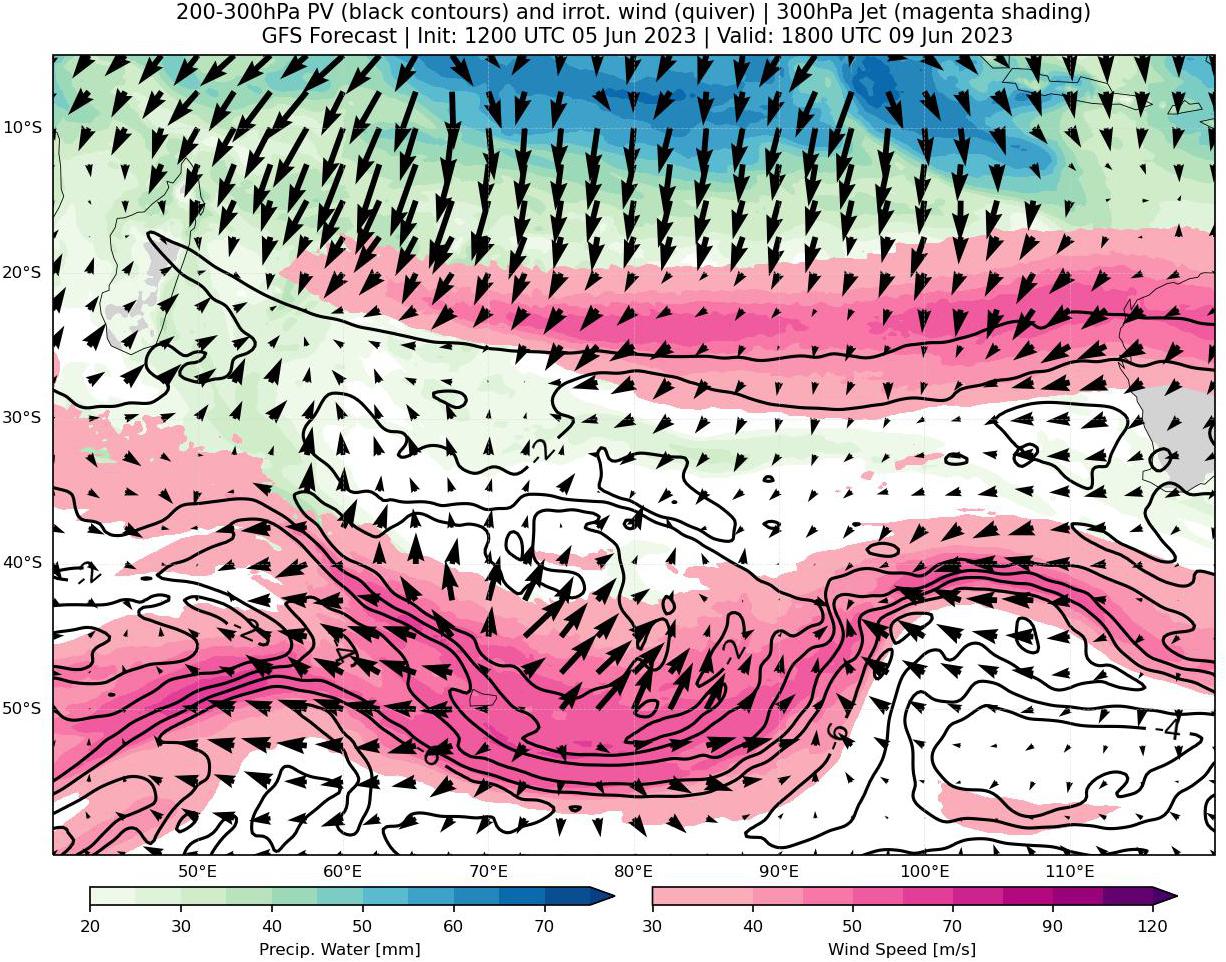 200-300hPa PV (black contours) and irrot. wind (quiver) | 300hPa Jet (magenta shading)
GFS Forecast | Init: 1200 UTC 05 Jun 2023 | Valid: 1800 UTC 09 Jun 2023
10°S
20°S
30°S
-2
40°S
-2
-2
-4
-2
50°S
-4
-6
50°E 60°E 70°E 80°E 90°E 100°E 110°E
20 30 40 50 60 70
30 40 50 70 90 120
Precip. Water [mm]
Wind Speed [m/s]